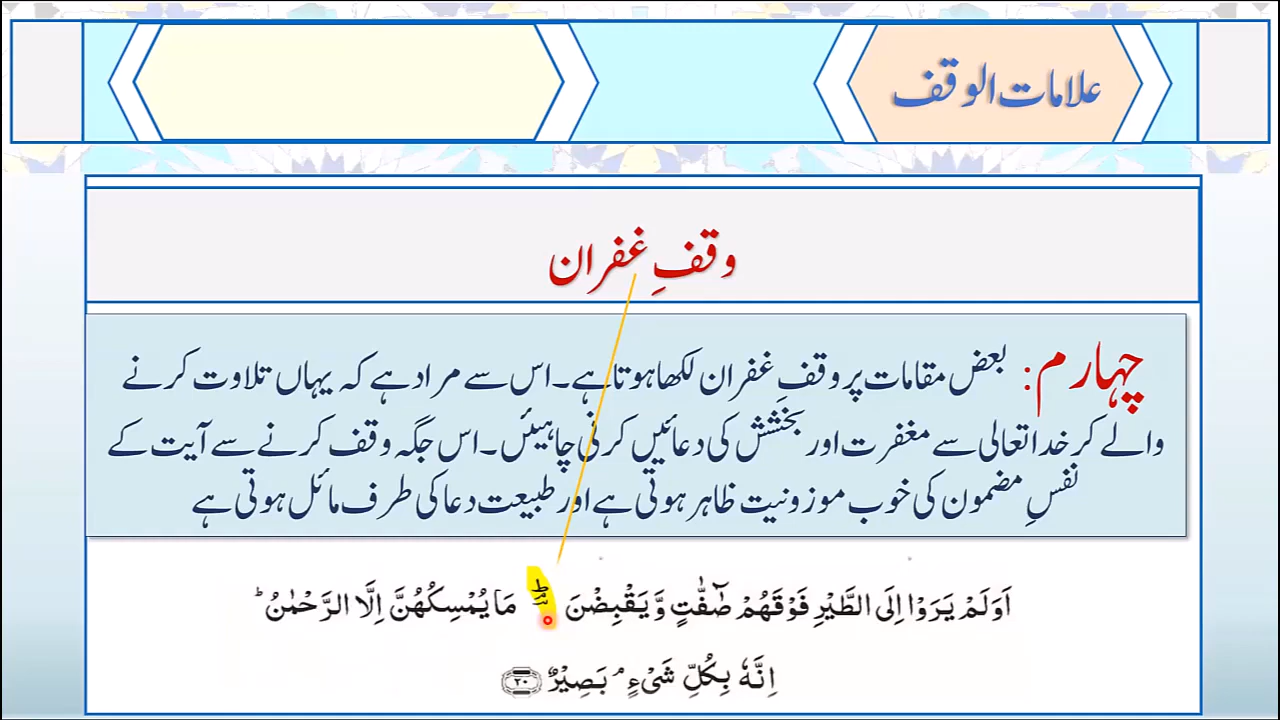 علامات الوقف
وقفِ غفران
چہارم: بعض مقامات پر وقفِ غفران لکھا ہوتا ہے۔ اس سے مراد ہے کہ یہاں تلاوت کرنے
والے کر خدا تعالی سے مغفرت اور بخشش کی دعائیں کرنی چاہیئں۔ اس جگہ وقف کرنے سے آیت کے
نفسِ مضمون کی خوب موزونیت ظاہر ہوتی ہے اور طبیعت دعا کی طرف مائل ہوتی ہے
اَوَلَمْ یَرَوْا اِلَی الطَّیْرِ فَوْقَهُمْ صٰٓفّٰتٍ وَّ یَقْبِضْنَ ؕ مَا یُمْسِكُهُنَّ اِلَّا الرَّحْمٰنُ ؕ
اِنَّهٗ بِكُلِّ شَیْءٍۭ بَصِیْرٌ